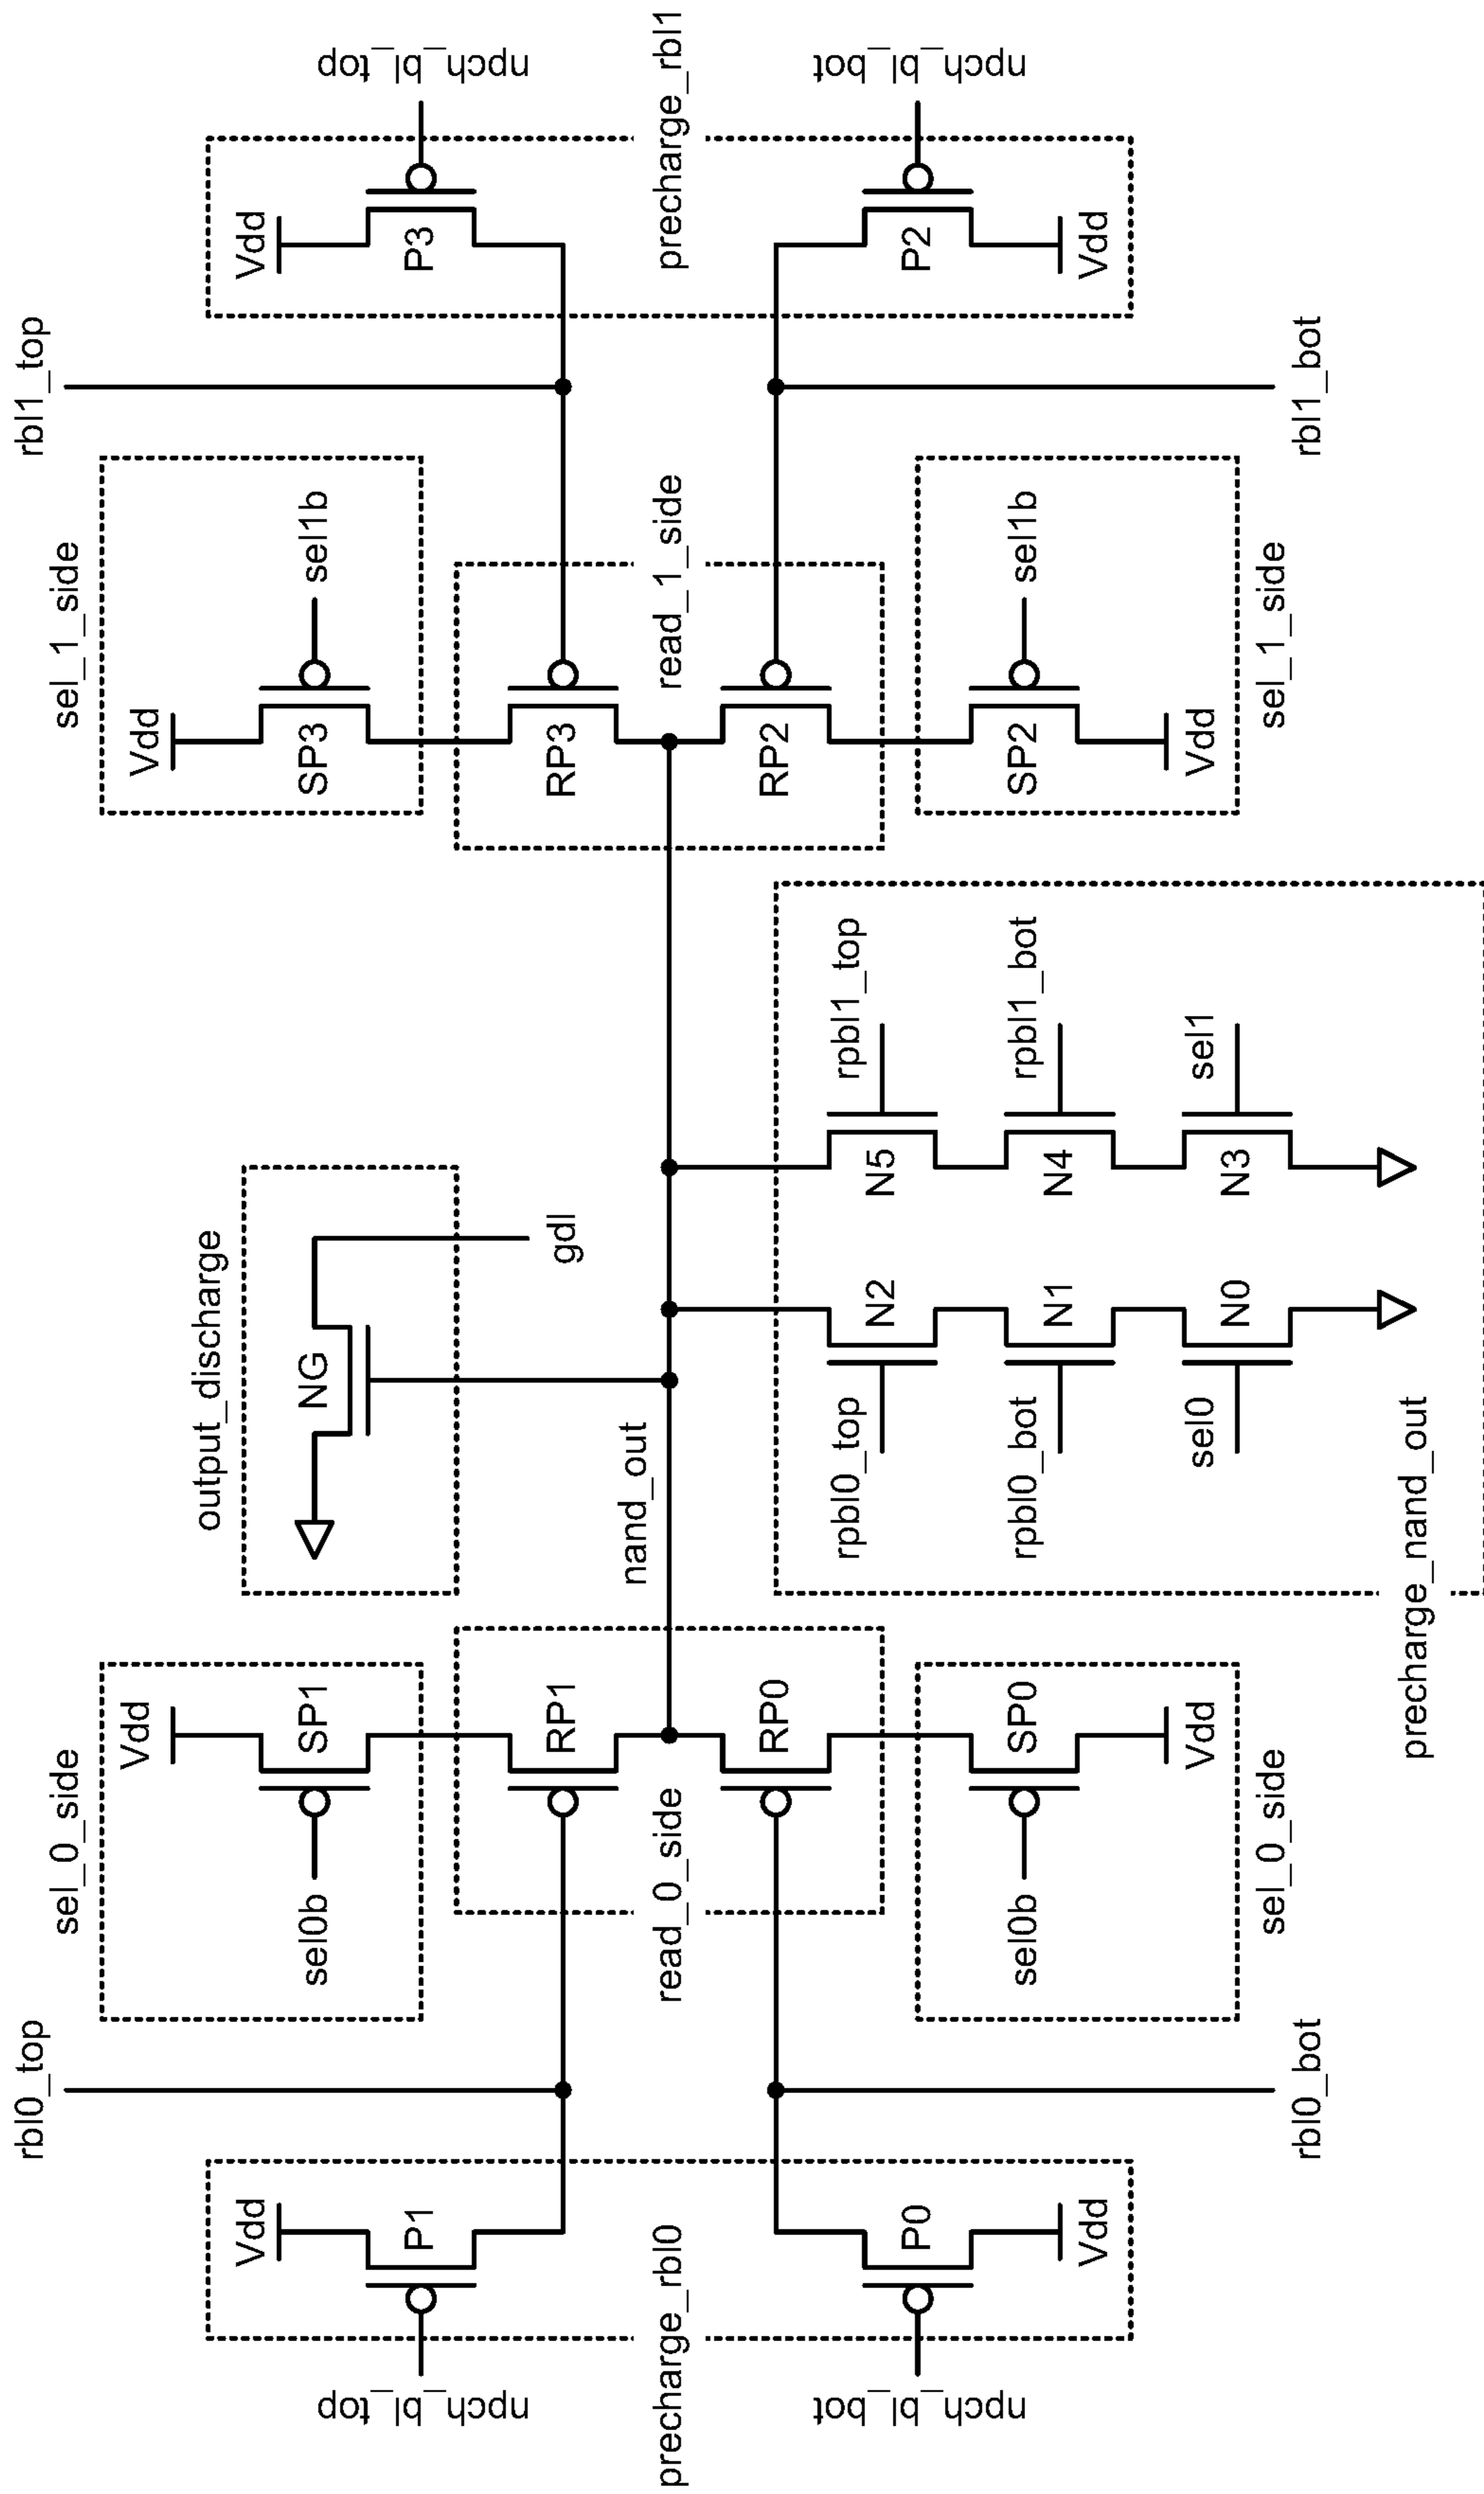 rbl0_top
rbl1_top
sel_0_side
sel_1_side
Vdd
Vdd
output_discharge
Vdd
Vdd
sel0b
SP1
NG
SP3
sel1b
npch_bl_top
P1
P3
npch_bl_top
RP1
gdl
RP3
nand_out
precharge_rbl0
read_0_side
read_1_side
precharge_rbl1
RP0
RP2
rpbl0_top
N2
N5
rpbl1_top
npch_bl_bot
P0
P2
npch_bl_bot
sel0b
SP0
rpbl0_bot
N1
N4
rpbl1_bot
SP2
sel1b
Vdd
Vdd
Vdd
sel0
N0
N3
sel1
Vdd
sel_0_side
sel_1_side
rbl0_bot
rbl1_bot
precharge_nand_out